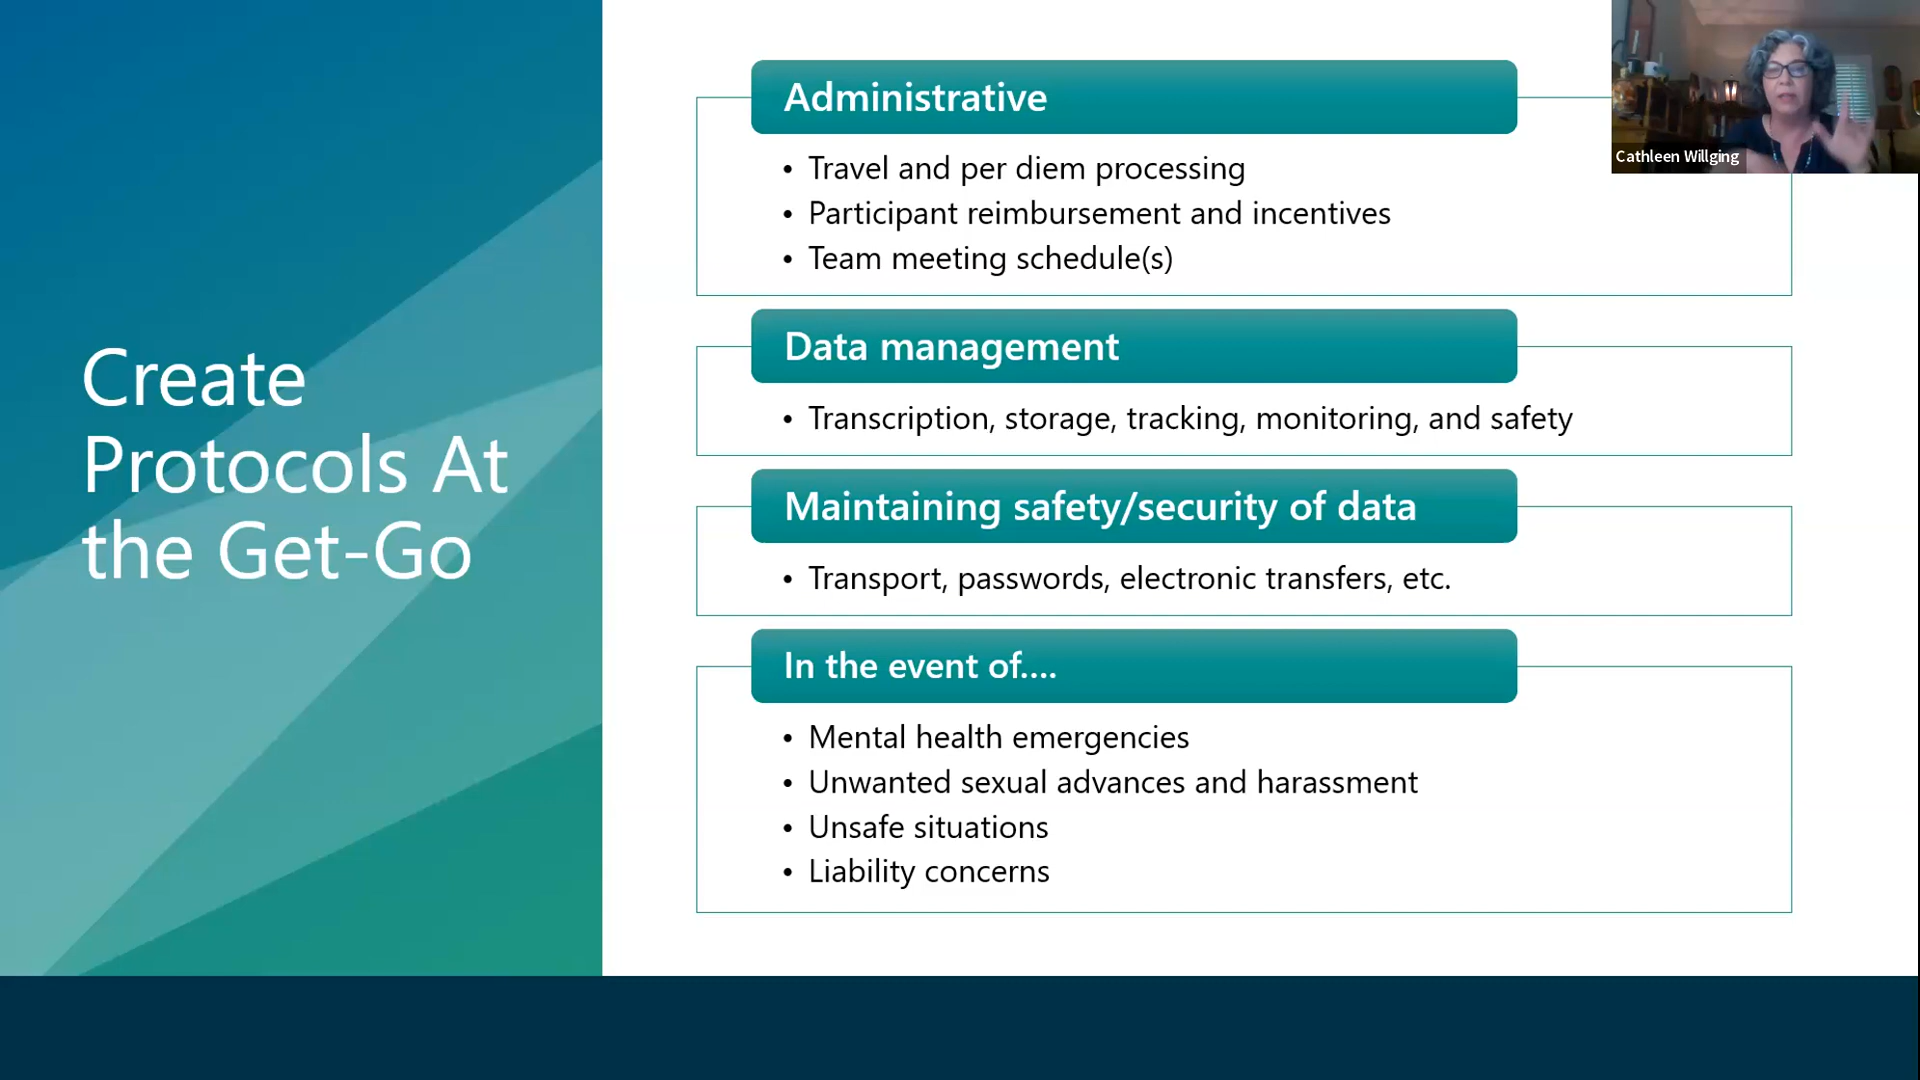 Create
Protocols At
the Get-Go
Administrative
• Travel and per diem processing
• Participant reimbursement and incentives
• Team meeting schedule(s)
Data management
• Transcription, storage, tracking, monitoring, and safety
Maintaining safety/security of data
• Transport, passwords, electronic transfers, etc.
In the event of....
• Mental health emergencies
• Unwanted sexual advances and harassment
• Unsafe situations
• Liability concerns
Cathleen Willging